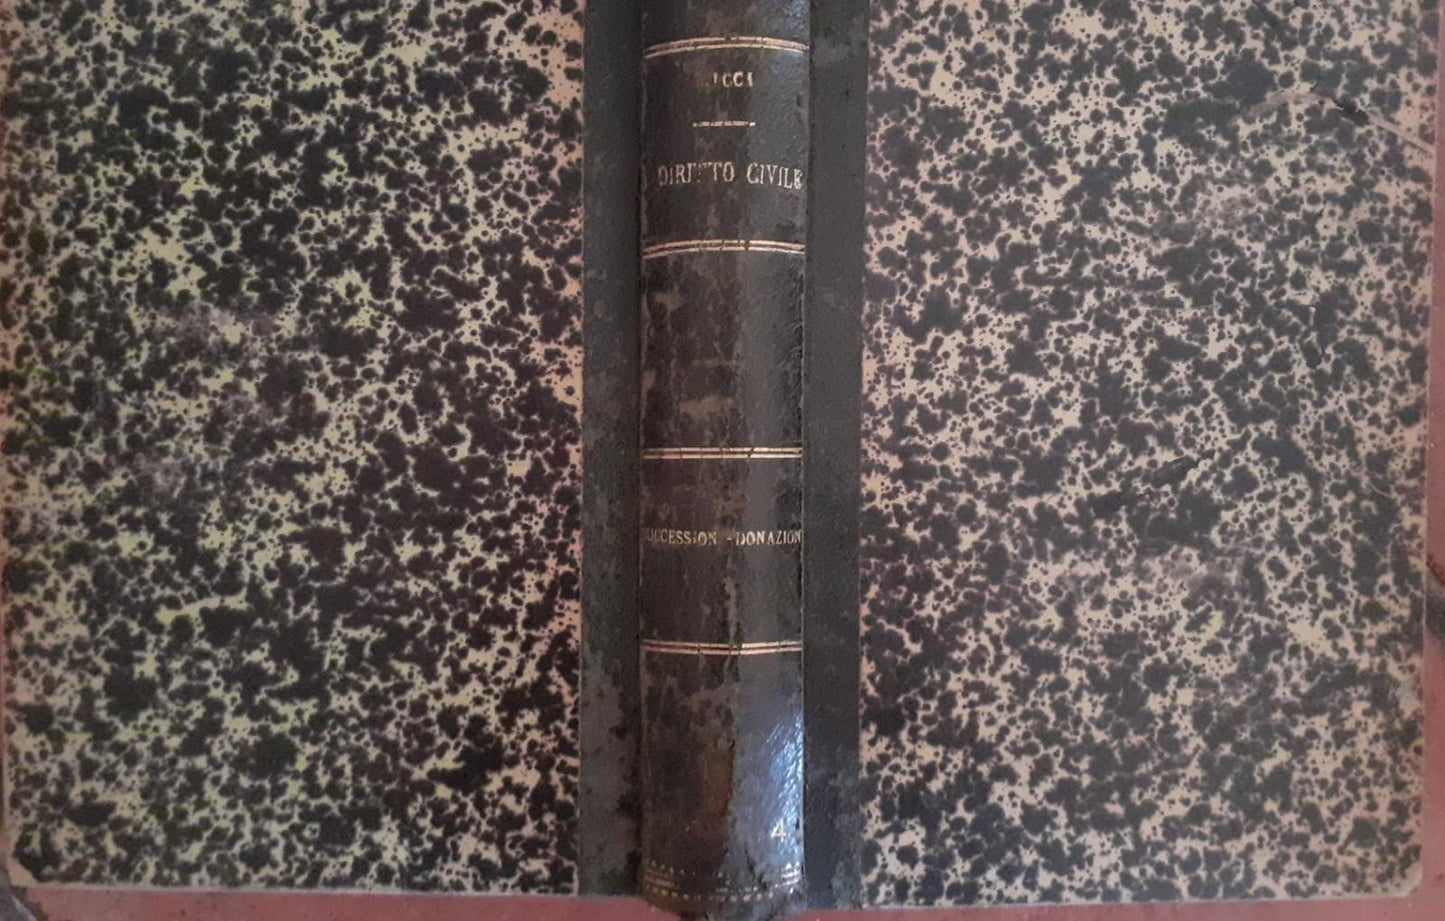 DIRITTO CIVILE
SUCCESSION - DONAZION
4